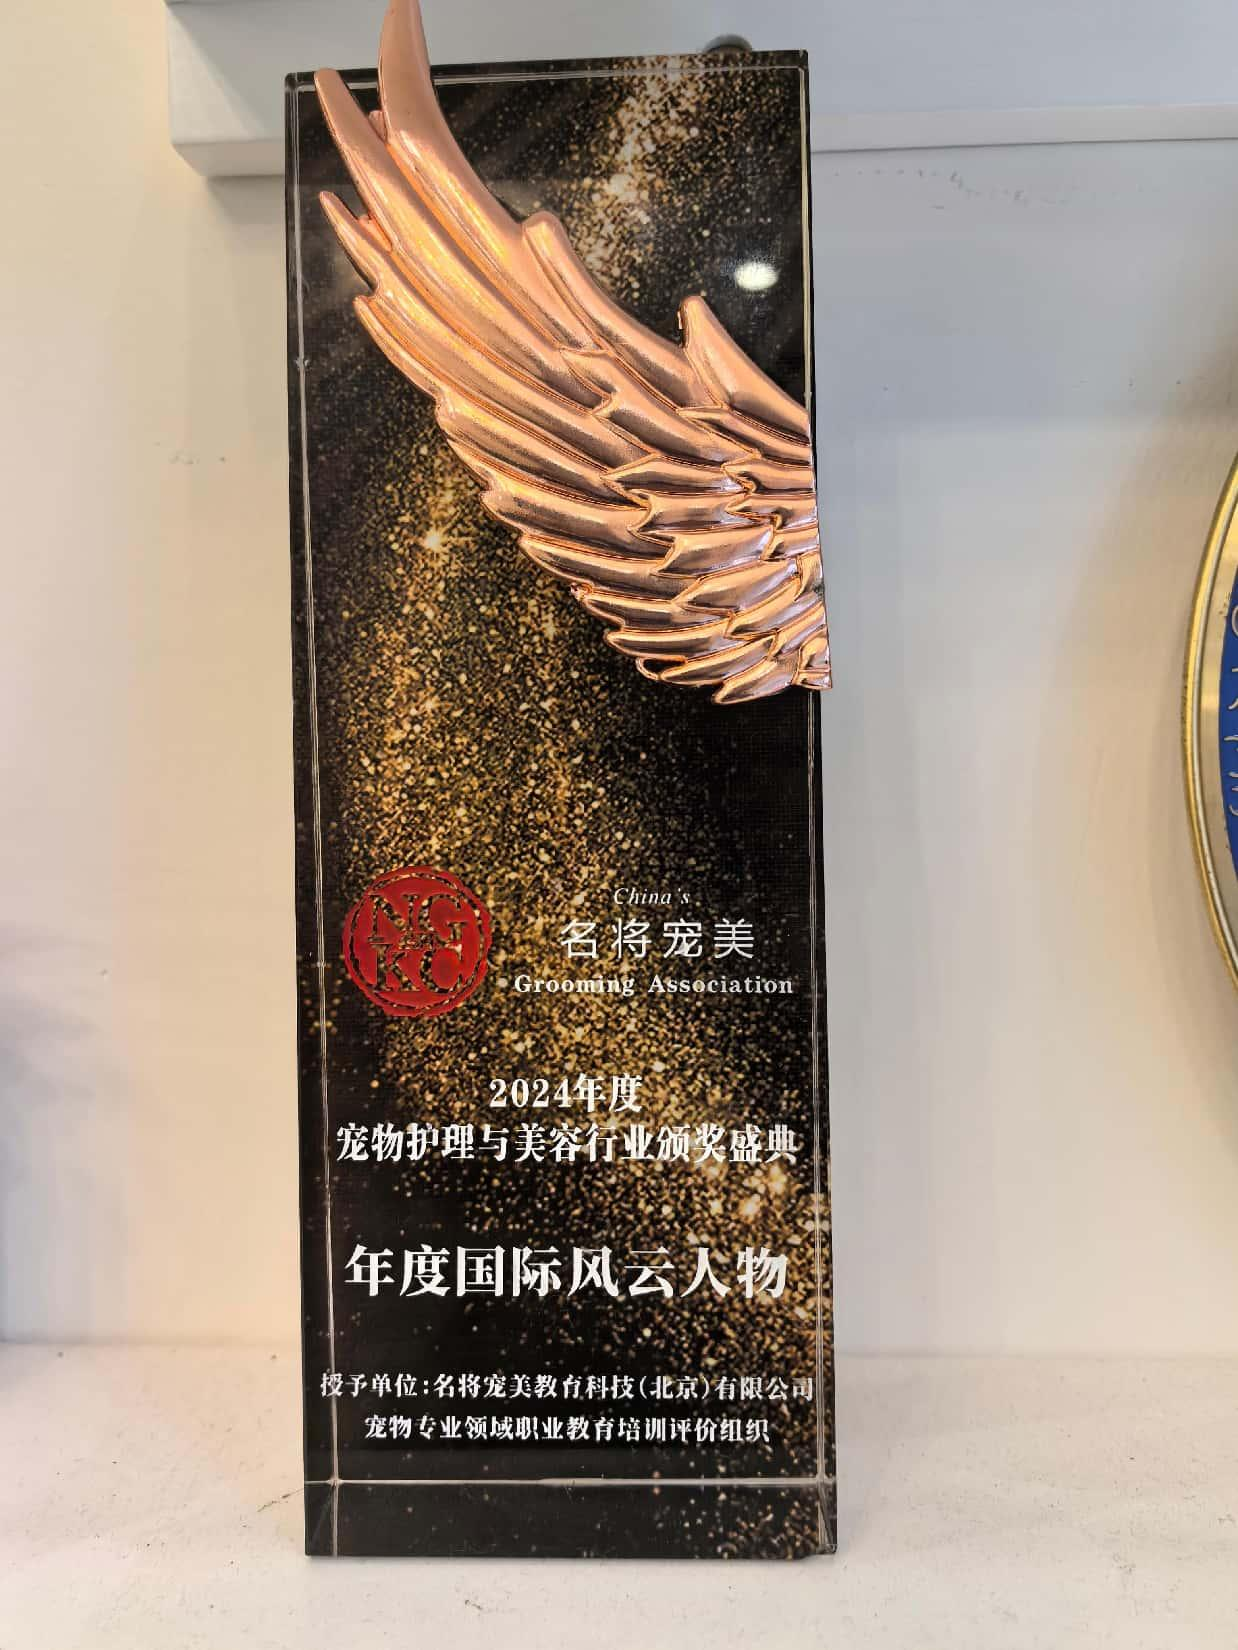 China's
名将宠美
Grooming Association
NG
KC
2024年度
宠物护理与美容行业颁奖盛典
年度国际风云人物
授予单位:名将宠美教育科技(北京)有限公司
宠物专业领域职业教育培训评价组织